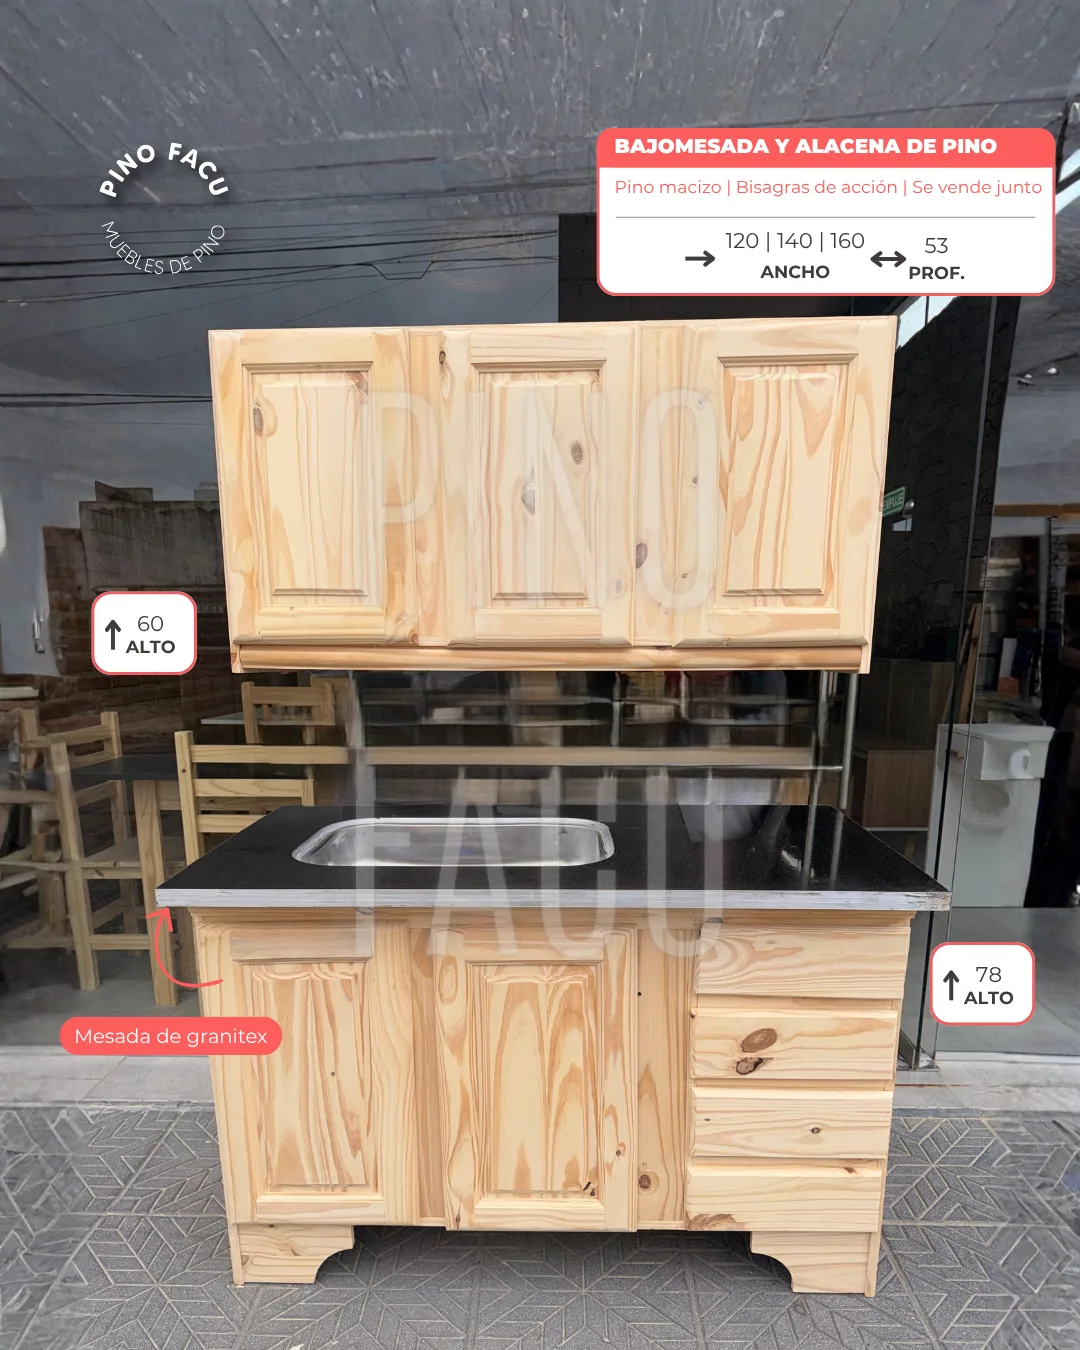 PINO FACU
MUEBLES DE PINO
BAJOMESADA Y ALACENA DE PINO
Pino macizo | Bisagras de acción | Se vende junto
120 | 140 | 160
ANCHO
53
PROF.
PINO
FACU
60
ALTO
78
ALTO
Mesada de granitex
EMPUJE